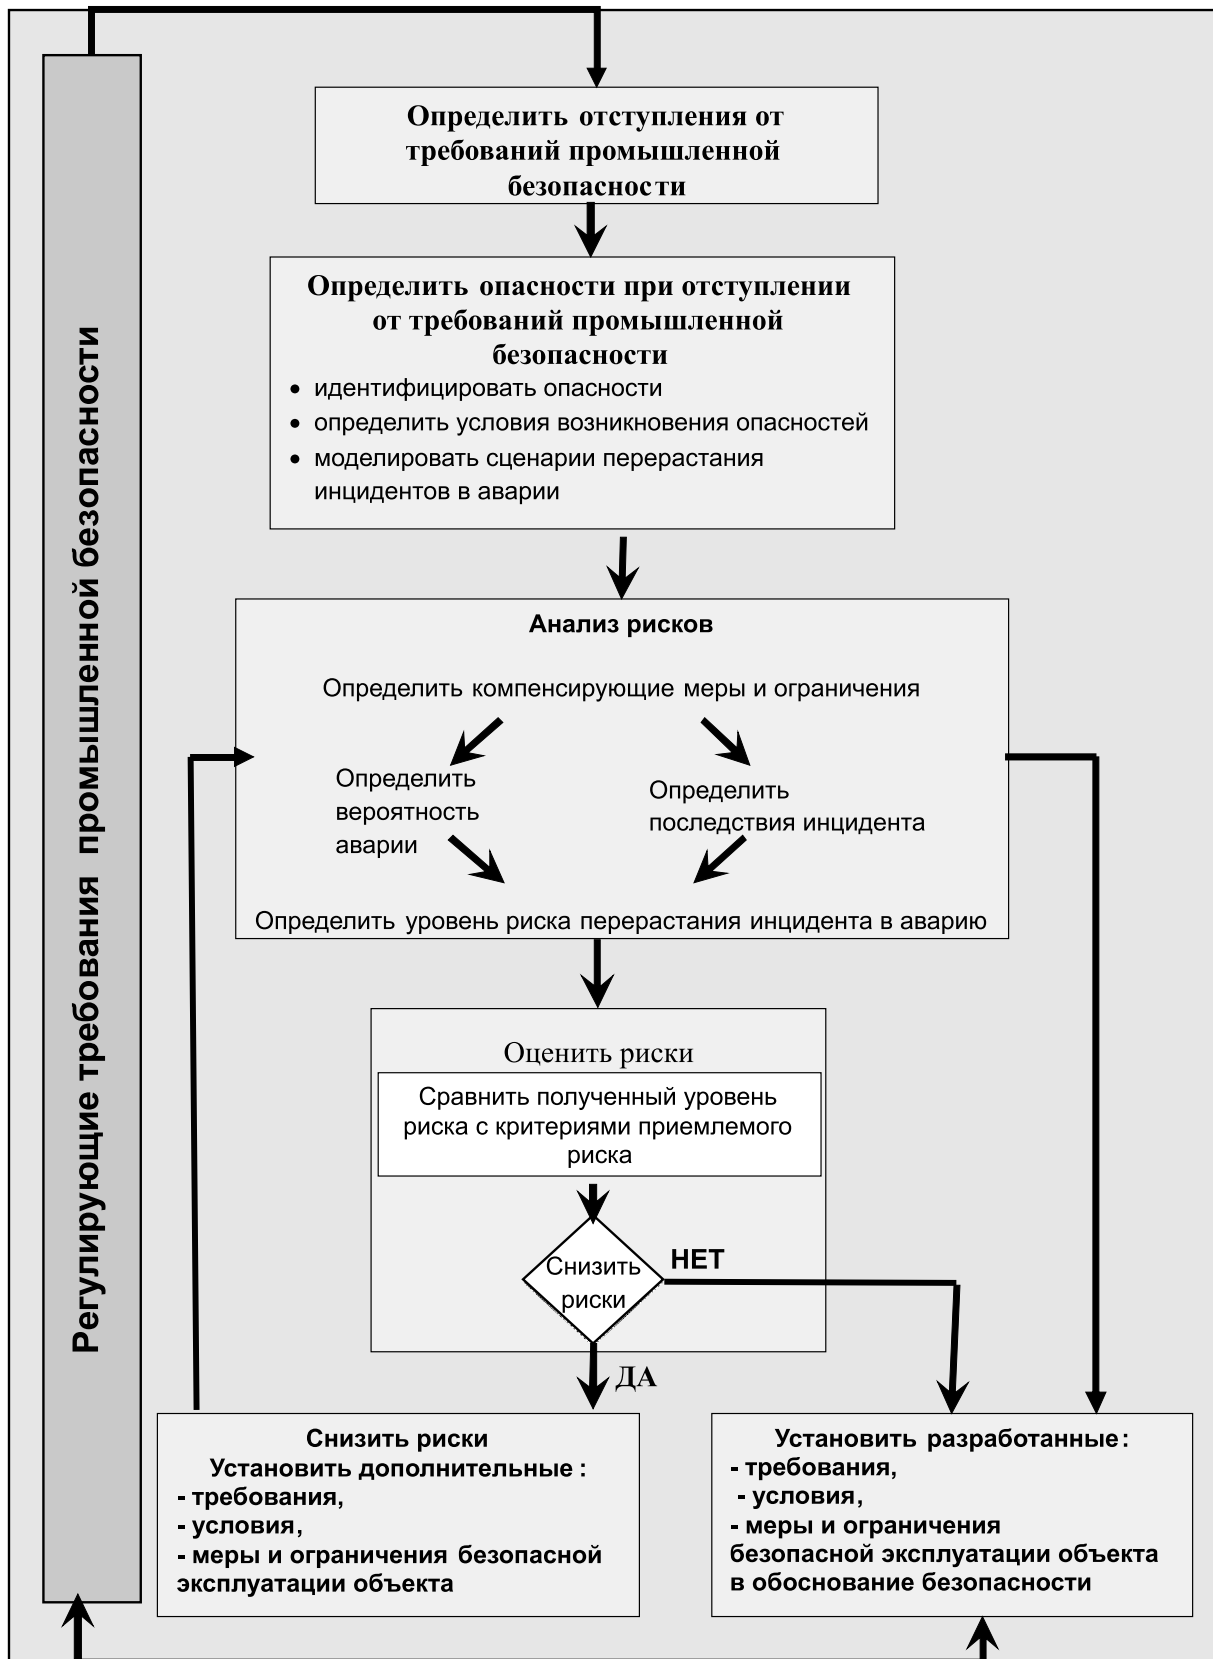 Регулирующие требования промышленной безопасности
Определить отступления от
требований промышленной
безопасности
Определить опасности при отступлении
от требований промышленной
безопасности
• идентифицировать опасности
• определить условия возникновения опасностей
• моделировать сценарии перерастания
инцидентов в аварии
Анализ рисков
Определить компенсирующие меры и ограничения
Определить
вероятность
аварии
Определить
последствия инцидента
Определить уровень риска перерастания инцидента в аварию
Оценить риски
Сравнить полученный уровень
риска с критериями приемлемого
риска
Снизить
риски
НЕТ
ДА
Снизить риски
Установить дополнительные :
- требования,
- условия,
- меры и ограничения безопасной
эксплуатации объекта
Установить разработанные:
- требования,
- условия,
- меры и ограничения
безопасной эксплуатации объекта
в обоснование безопасности